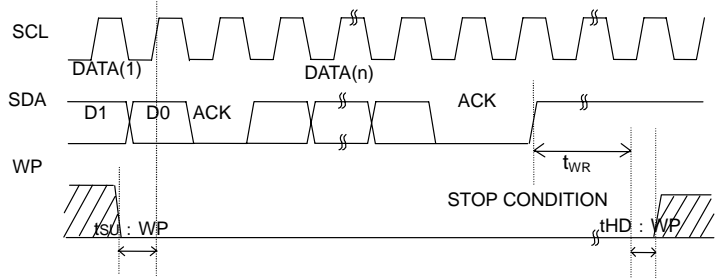 SCL
DATA(1) DATA(n)
SDA D1 D0 ACK ACK
tWR
WP
STOP CONDITION
tSU : WP tHD : WP